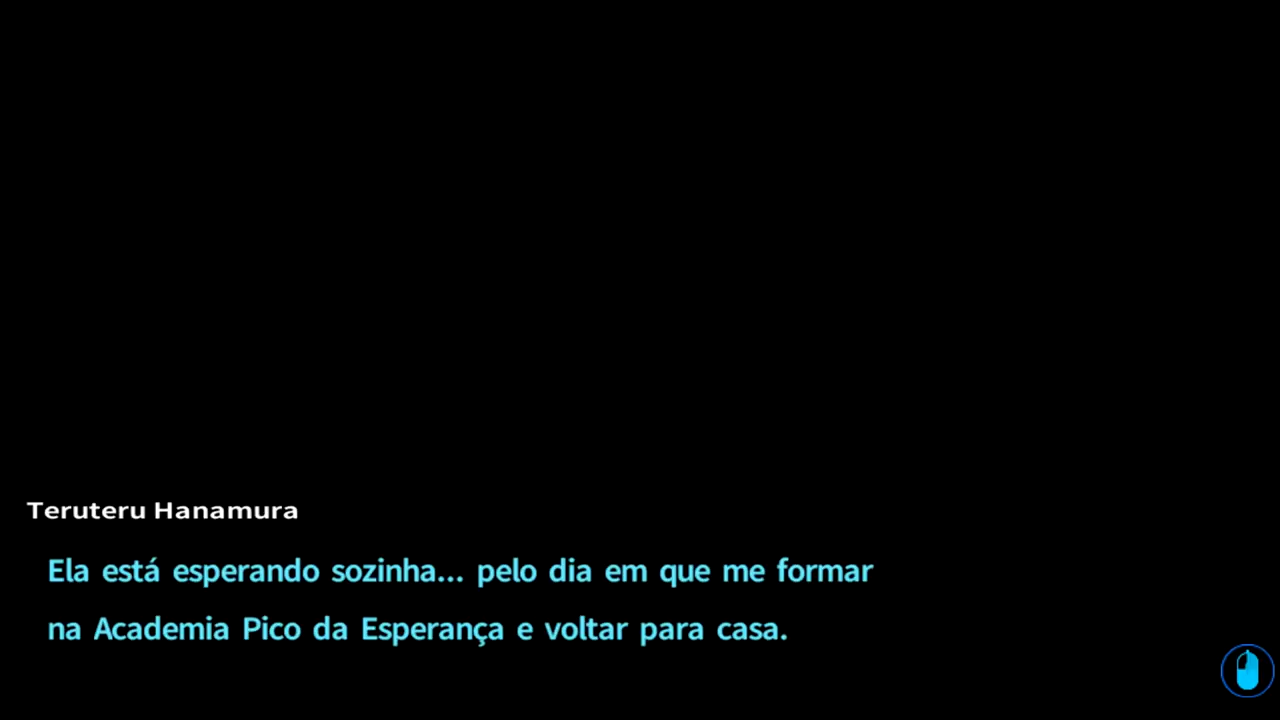 Teruteru Hanamura
Ela está esperando sozinha... pelo dia em que me formar
na Academia Pico da Esperança e voltar para casa.